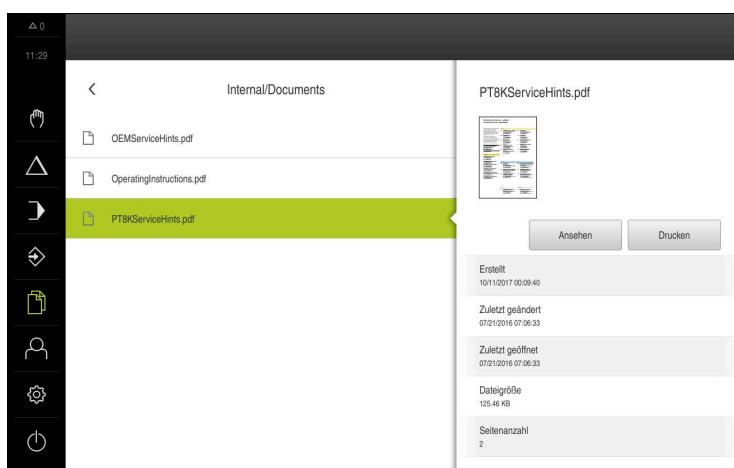 △ 0
11:29
Internal/Documents
OEMServiceHints.pdf
OperatingInstructions.pdf
PT8KServiceHints.pdf
PT8KServiceHints.pdf
Ansehen
Drucken
Erstellt
10/11/2017 00:09:40
Zuletzt geändert
07/21/2016 07:06:33
Zuletzt geöffnet
07/21/2016 07:06:33
Dateigröße
125.46 KB
Seitenanzahl
2